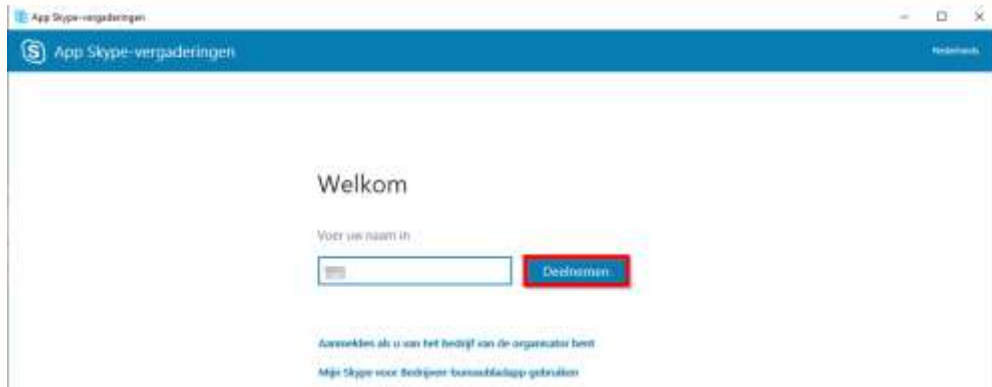 App Skype-vergaderingen
App Skype-vergaderingen
Nederlands
Welkom
Voer uw naam in
Deelnemen
Aanmelden als u van het bedrijf van de organisator bent
Mijn Skype voor Bedrijven-bureaubladapp gebruiken